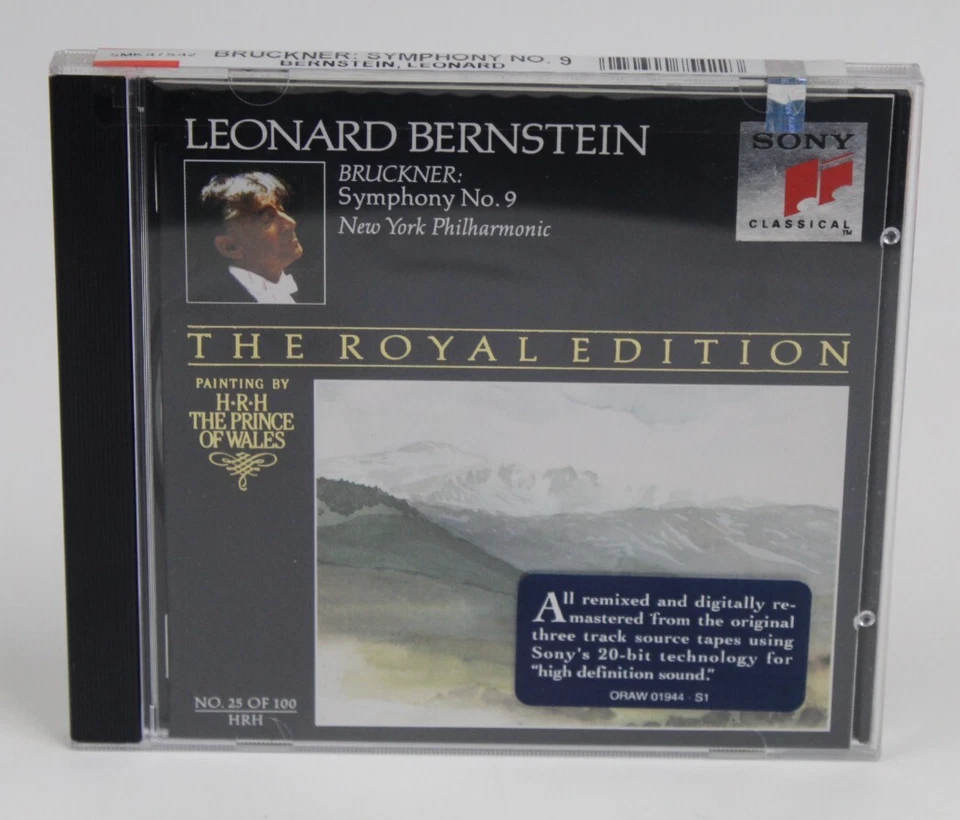 SMK47542 BRUCKNER: SYMPHONY NO. 9
BERNSTEIN, LEONARD
LEONARD BERNSTEIN
BRUCKNER:
Symphony No. 9
New York Philharmonic
SONY
CLASSICAL™
THE ROYAL EDITION
PAINTING BY
H·R·H
THE PRINCE
OF WALES
All remixed and digitally re-
mastered from the original
three track source tapes using
Sony's 20-bit technology for
"high definition sound."
ORAW 01944 - S1
NO. 25 OF 100
HRH